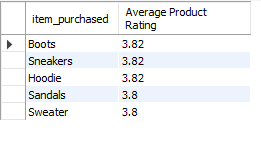 item_purchased Average Product
Rating
Boots 3.82
Sneakers 3.82
Hoodie 3.82
Sandals 3.8
Sweater 3.8